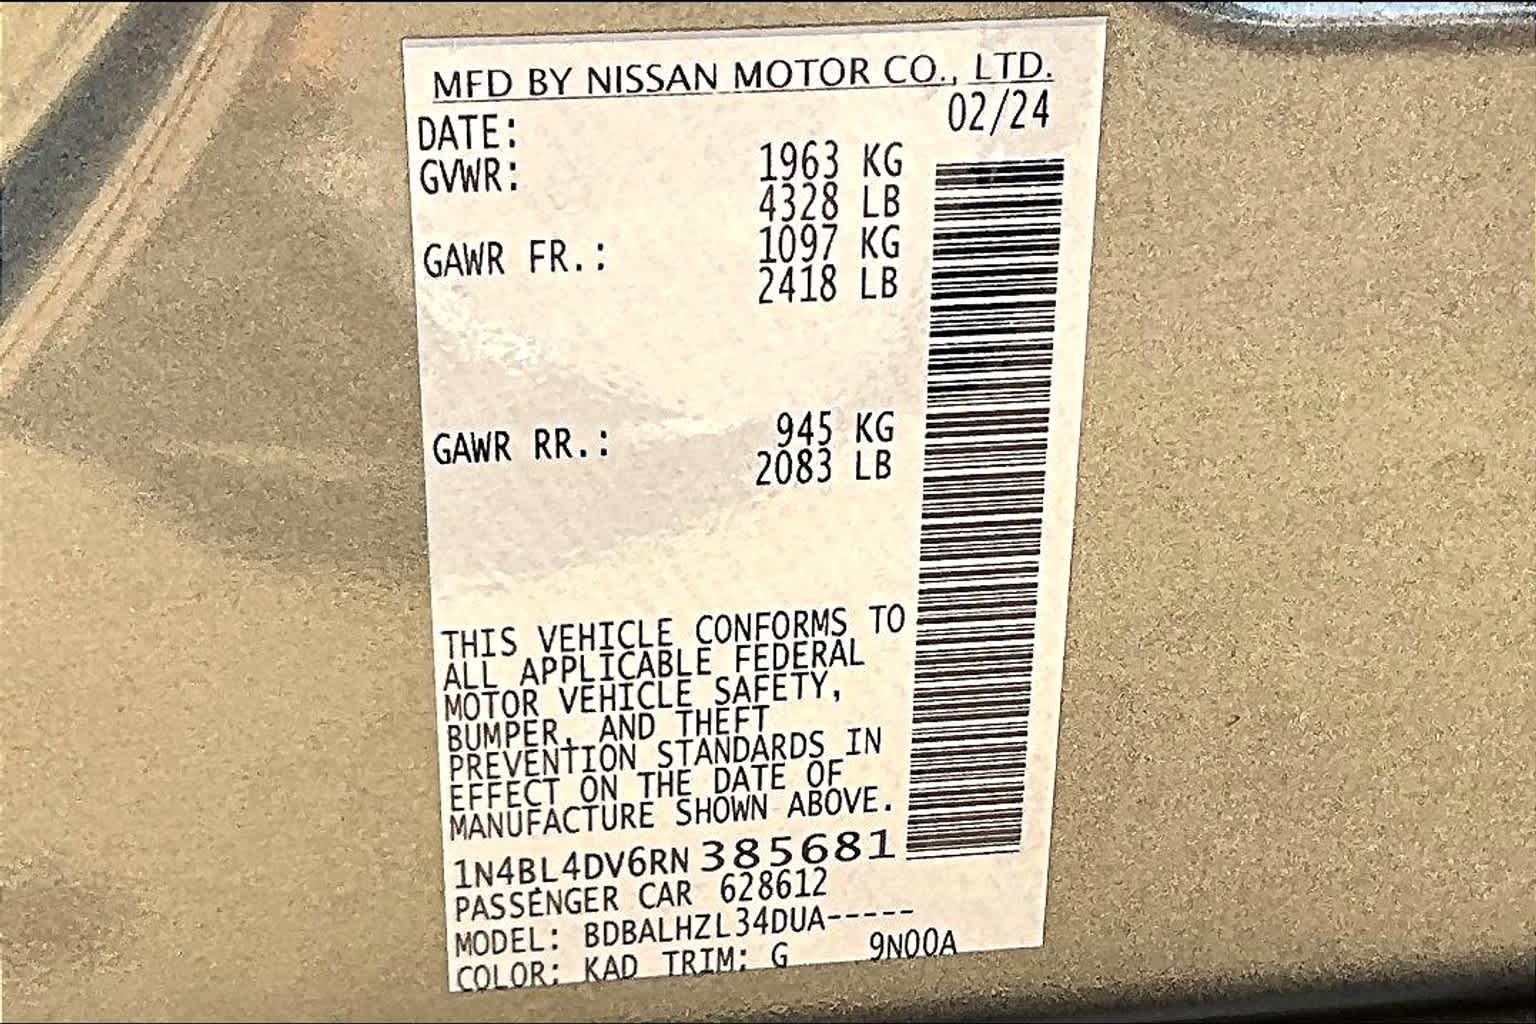 MFD BY NISSAN MOTOR CO., LTD.
DATE: 02/24
GVWR: 1963 KG
4328 LB
GAWR FR.: 1097 KG
2418 LB
GAWR RR.: 945 KG
2083 LB
THIS VEHICLE CONFORMS TO
ALL APPLICABLE FEDERAL
MOTOR VEHICLE SAFETY,
BUMPER, AND THEFT
PREVENTION STANDARDS IN
EFFECT ON THE DATE OF
MANUFACTURE SHOWN ABOVE.
1N4BL4DV6RN385681
PASSENGER CAR 628612
MODEL: BDBALHZL34DUA-----
COLOR: KAD TRIM: G 9N00A